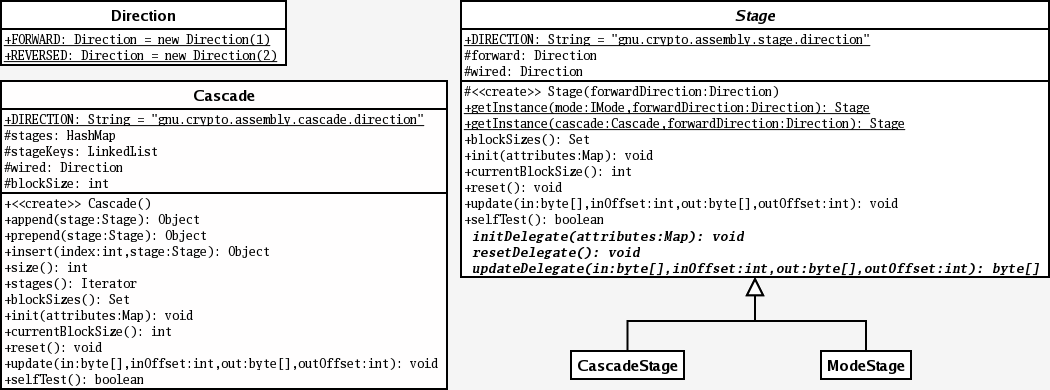 Direction
+FORWARD: Direction = new Direction(1)
+REVERSED: Direction = new Direction(2)
Cascade
+DIRECTION: String = "gnu.crypto.assembly.cascade.direction"
#stages: HashMap
#stageKeys: LinkedList
#wired: Direction
#blockSize: int
+<<create>> Cascade()
+append(stage:Stage): Object
+prepend(stage:Stage): Object
+insert(index:int,stage:Stage): Object
+size(): int
+stages(): Iterator
+blockSizes(): Set
+init(attributes:Map): void
+currentBlockSize(): int
+reset(): void
+update(in:byte[],inOffset:int,out:byte[],outOffset:int): void
+selfTest(): boolean
Stage
+DIRECTION: String = "gnu.crypto.assembly.stage.direction"
#forward: Direction
#wired: Direction
#<<create>> Stage(forwardDirection:Direction)
+getInstance(mode:IMode,forwardDirection:Direction): Stage
+getInstance(cascade:Cascade,forwardDirection:Direction): Stage
+blockSizes(): Set
+init(attributes:Map): void
+currentBlockSize(): int
+reset(): void
+update(in:byte[],inOffset:int,out:byte[],outOffset:int): void
+selfTest(): boolean
initDelegate(attributes:Map): void
resetDelegate(): void
updateDelegate(in:byte[],inOffset:int,out:byte[],outOffset:int): byte[]
CascadeStage
ModeStage